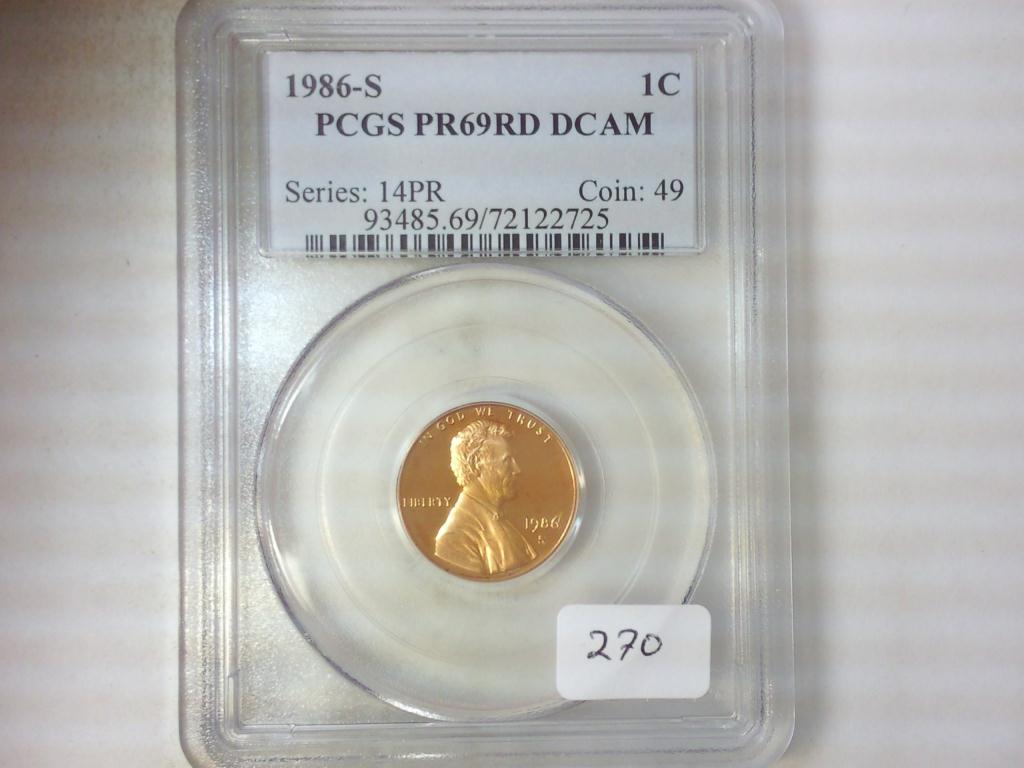 1986-S 1C
PCGS PR69RD DCAM
Series: 14PR Coin: 49
93485.69/72122725
IN GOD WE TRUST
LIBERTY
1986
S
270